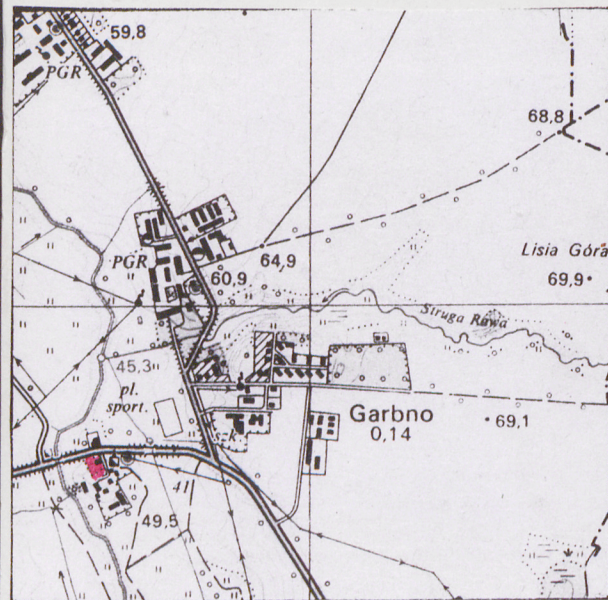 59,8
PGR
68,8
PGR
60,9
64,9
Lisia Góra
69,9
Struga Rawa
45,3
pl.
sport.
Garbno
0,14
69,1
szk.
41
49,5